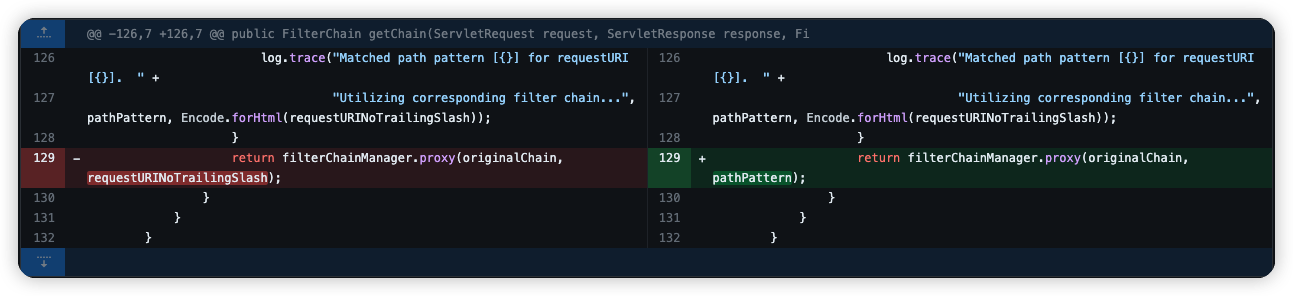 @@ -126,7 +126,7 @@ public FilterChain getChain(ServletRequest request, ServletResponse response, Fi
126 log.trace("Matched path pattern [{}] for requestURI
[{}].  " +
127 "Utilizing corresponding filter chain...",
pathPattern, Encode.forHtml(requestURINoTrailingSlash));
128 }
129 - return filterChainManager.proxy(originalChain,
requestURINoTrailingSlash);
130 }
131 }
132 }
126 log.trace("Matched path pattern [{}] for requestURI
[{}].  " +
127 "Utilizing corresponding filter chain...",
pathPattern, Encode.forHtml(requestURINoTrailingSlash));
128 }
129 + return filterChainManager.proxy(originalChain,
pathPattern);
130 }
131 }
132 }